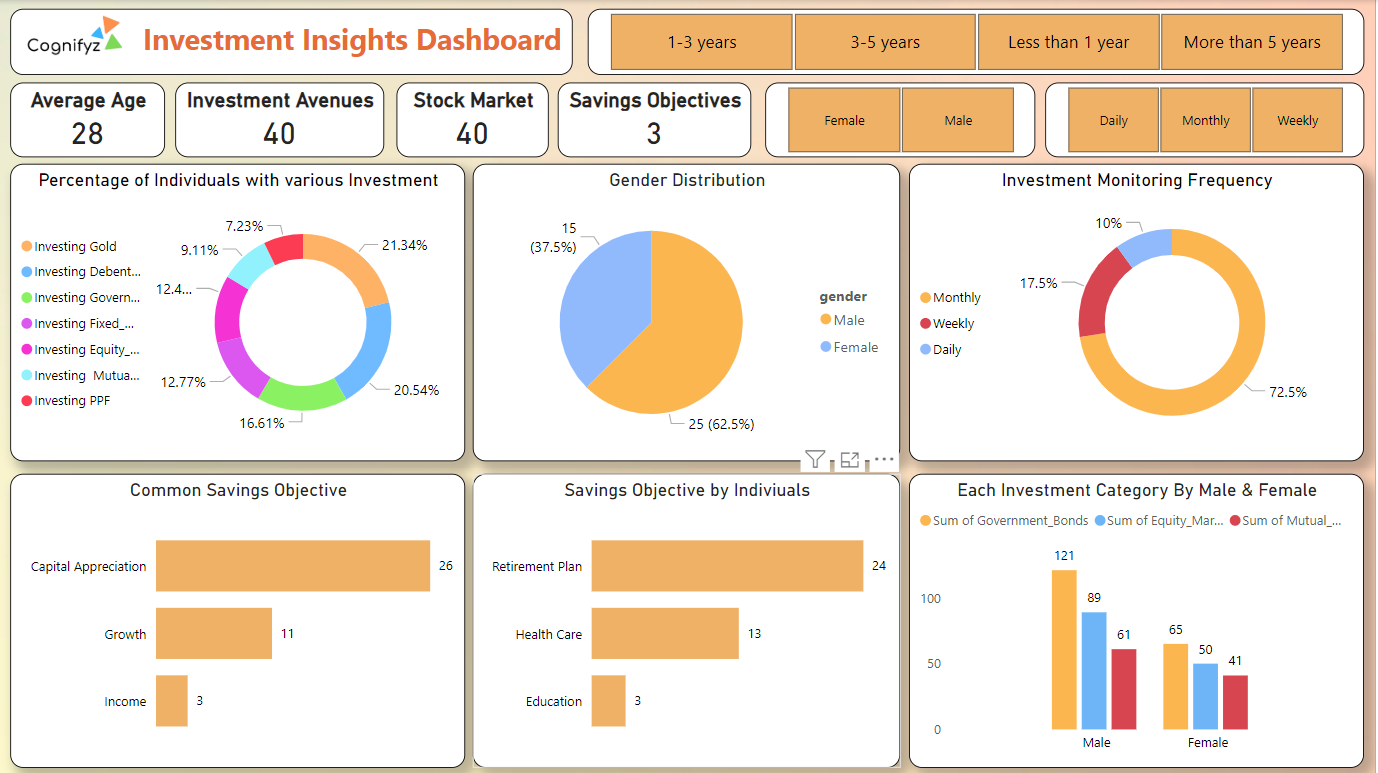 Cognifyz
Investment Insights Dashboard
1-3 years
3-5 years
Less than 1 year
More than 5 years
Average Age
28
Investment Avenues
40
Stock Market
40
Savings Objectives
3
Female
Male
Daily
Monthly
Weekly
Percentage of Individuals with various Investment
Investing Gold
Investing Debent...
Investing Govern...
Investing Fixed_...
Investing Equity_...
Investing Mutua...
Investing PPF
7.23%
9.11%
12.4...
12.77%
16.61%
21.34%
20.54%
Gender Distribution
15
(37.5%)
25 (62.5%)
gender
Male
Female
Investment Monitoring Frequency
Monthly
Weekly
Daily
10%
17.5%
72.5%
Common Savings Objective
Capital Appreciation
26
Growth
11
Income
3
Savings Objective by Indiviuals
Retirement Plan
24
Health Care
13
Education
3
Each Investment Category By Male & Female
Sum of Government_Bonds
Sum of Equity_Mar...
Sum of Mutual_...
100
50
0
121
89
61
65
50
41
Male
Female